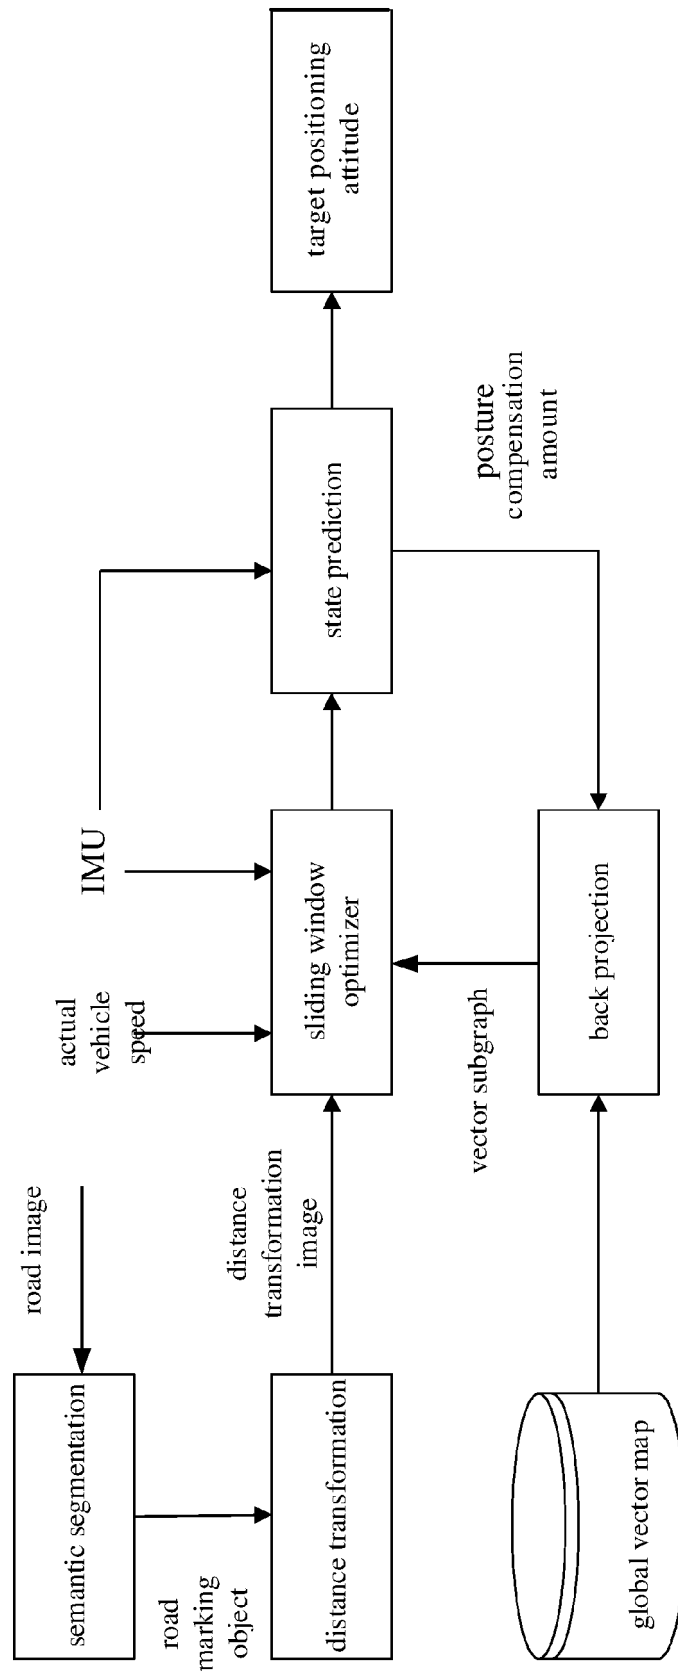 semantic segmentation
road image
actual
vehicle
speed
IMU
road
marking
object
distance transformation
distance
transformation
image
sliding window
optimizer
state prediction
target positioning
attitude
vector subgraph
posture
compensation
amount
global vector map
back projection